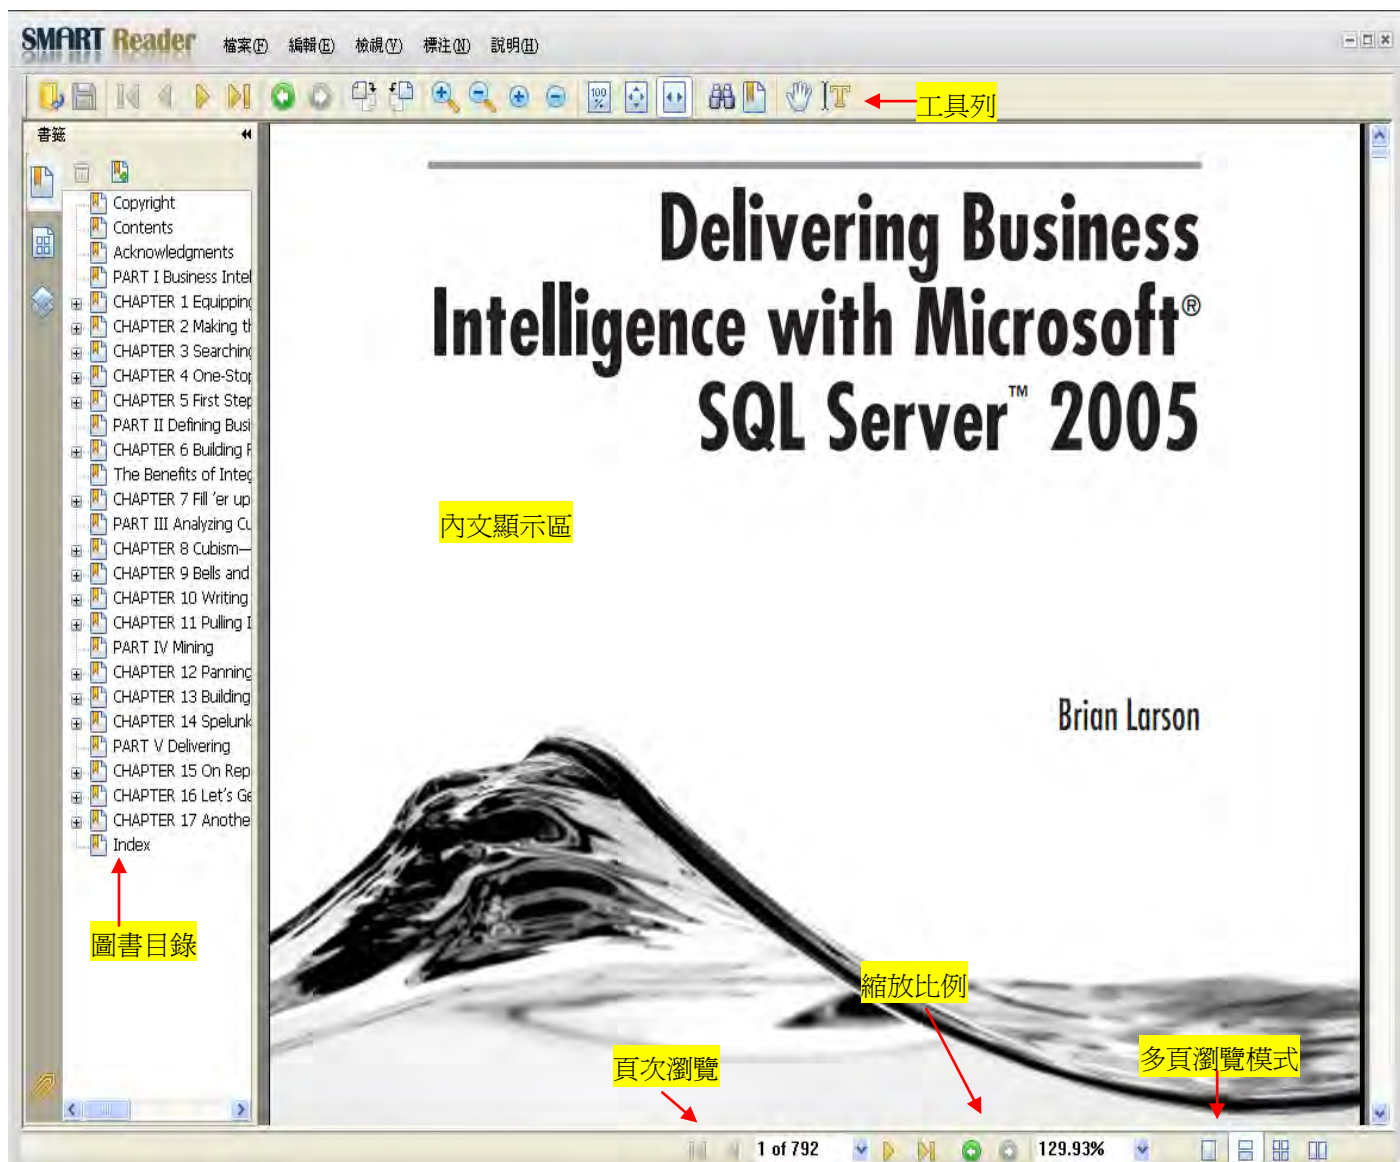 SMART Reader 檔案(F) 編輯(E) 檢視(V) 標注(N) 說明(H)
100 %
T
工具列
書籤
Copyright
Contents
Acknowledgments
PART I Business Intel
CHAPTER 1 Equipping
CHAPTER 2 Making th
CHAPTER 3 Searching
CHAPTER 4 One-Stop
CHAPTER 5 First Step
PART II Defining Busi
CHAPTER 6 Building F
The Benefits of Integ
CHAPTER 7 Fill 'er up
PART III Analyzing Cu
CHAPTER 8 Cubism—
CHAPTER 9 Bells and
CHAPTER 10 Writing
CHAPTER 11 Pulling I
PART IV Mining
CHAPTER 12 Panning
CHAPTER 13 Building
CHAPTER 14 Spelunk
PART V Delivering
CHAPTER 15 On Rep
CHAPTER 16 Let's Ge
CHAPTER 17 Anothe
Index
圖書目錄
Delivering Business
Intelligence with Microsoft®
SQL Server™ 2005
內文顯示區
Brian Larson
縮放比例
頁次瀏覽
多頁瀏覽模式
1 of 792
129.93%